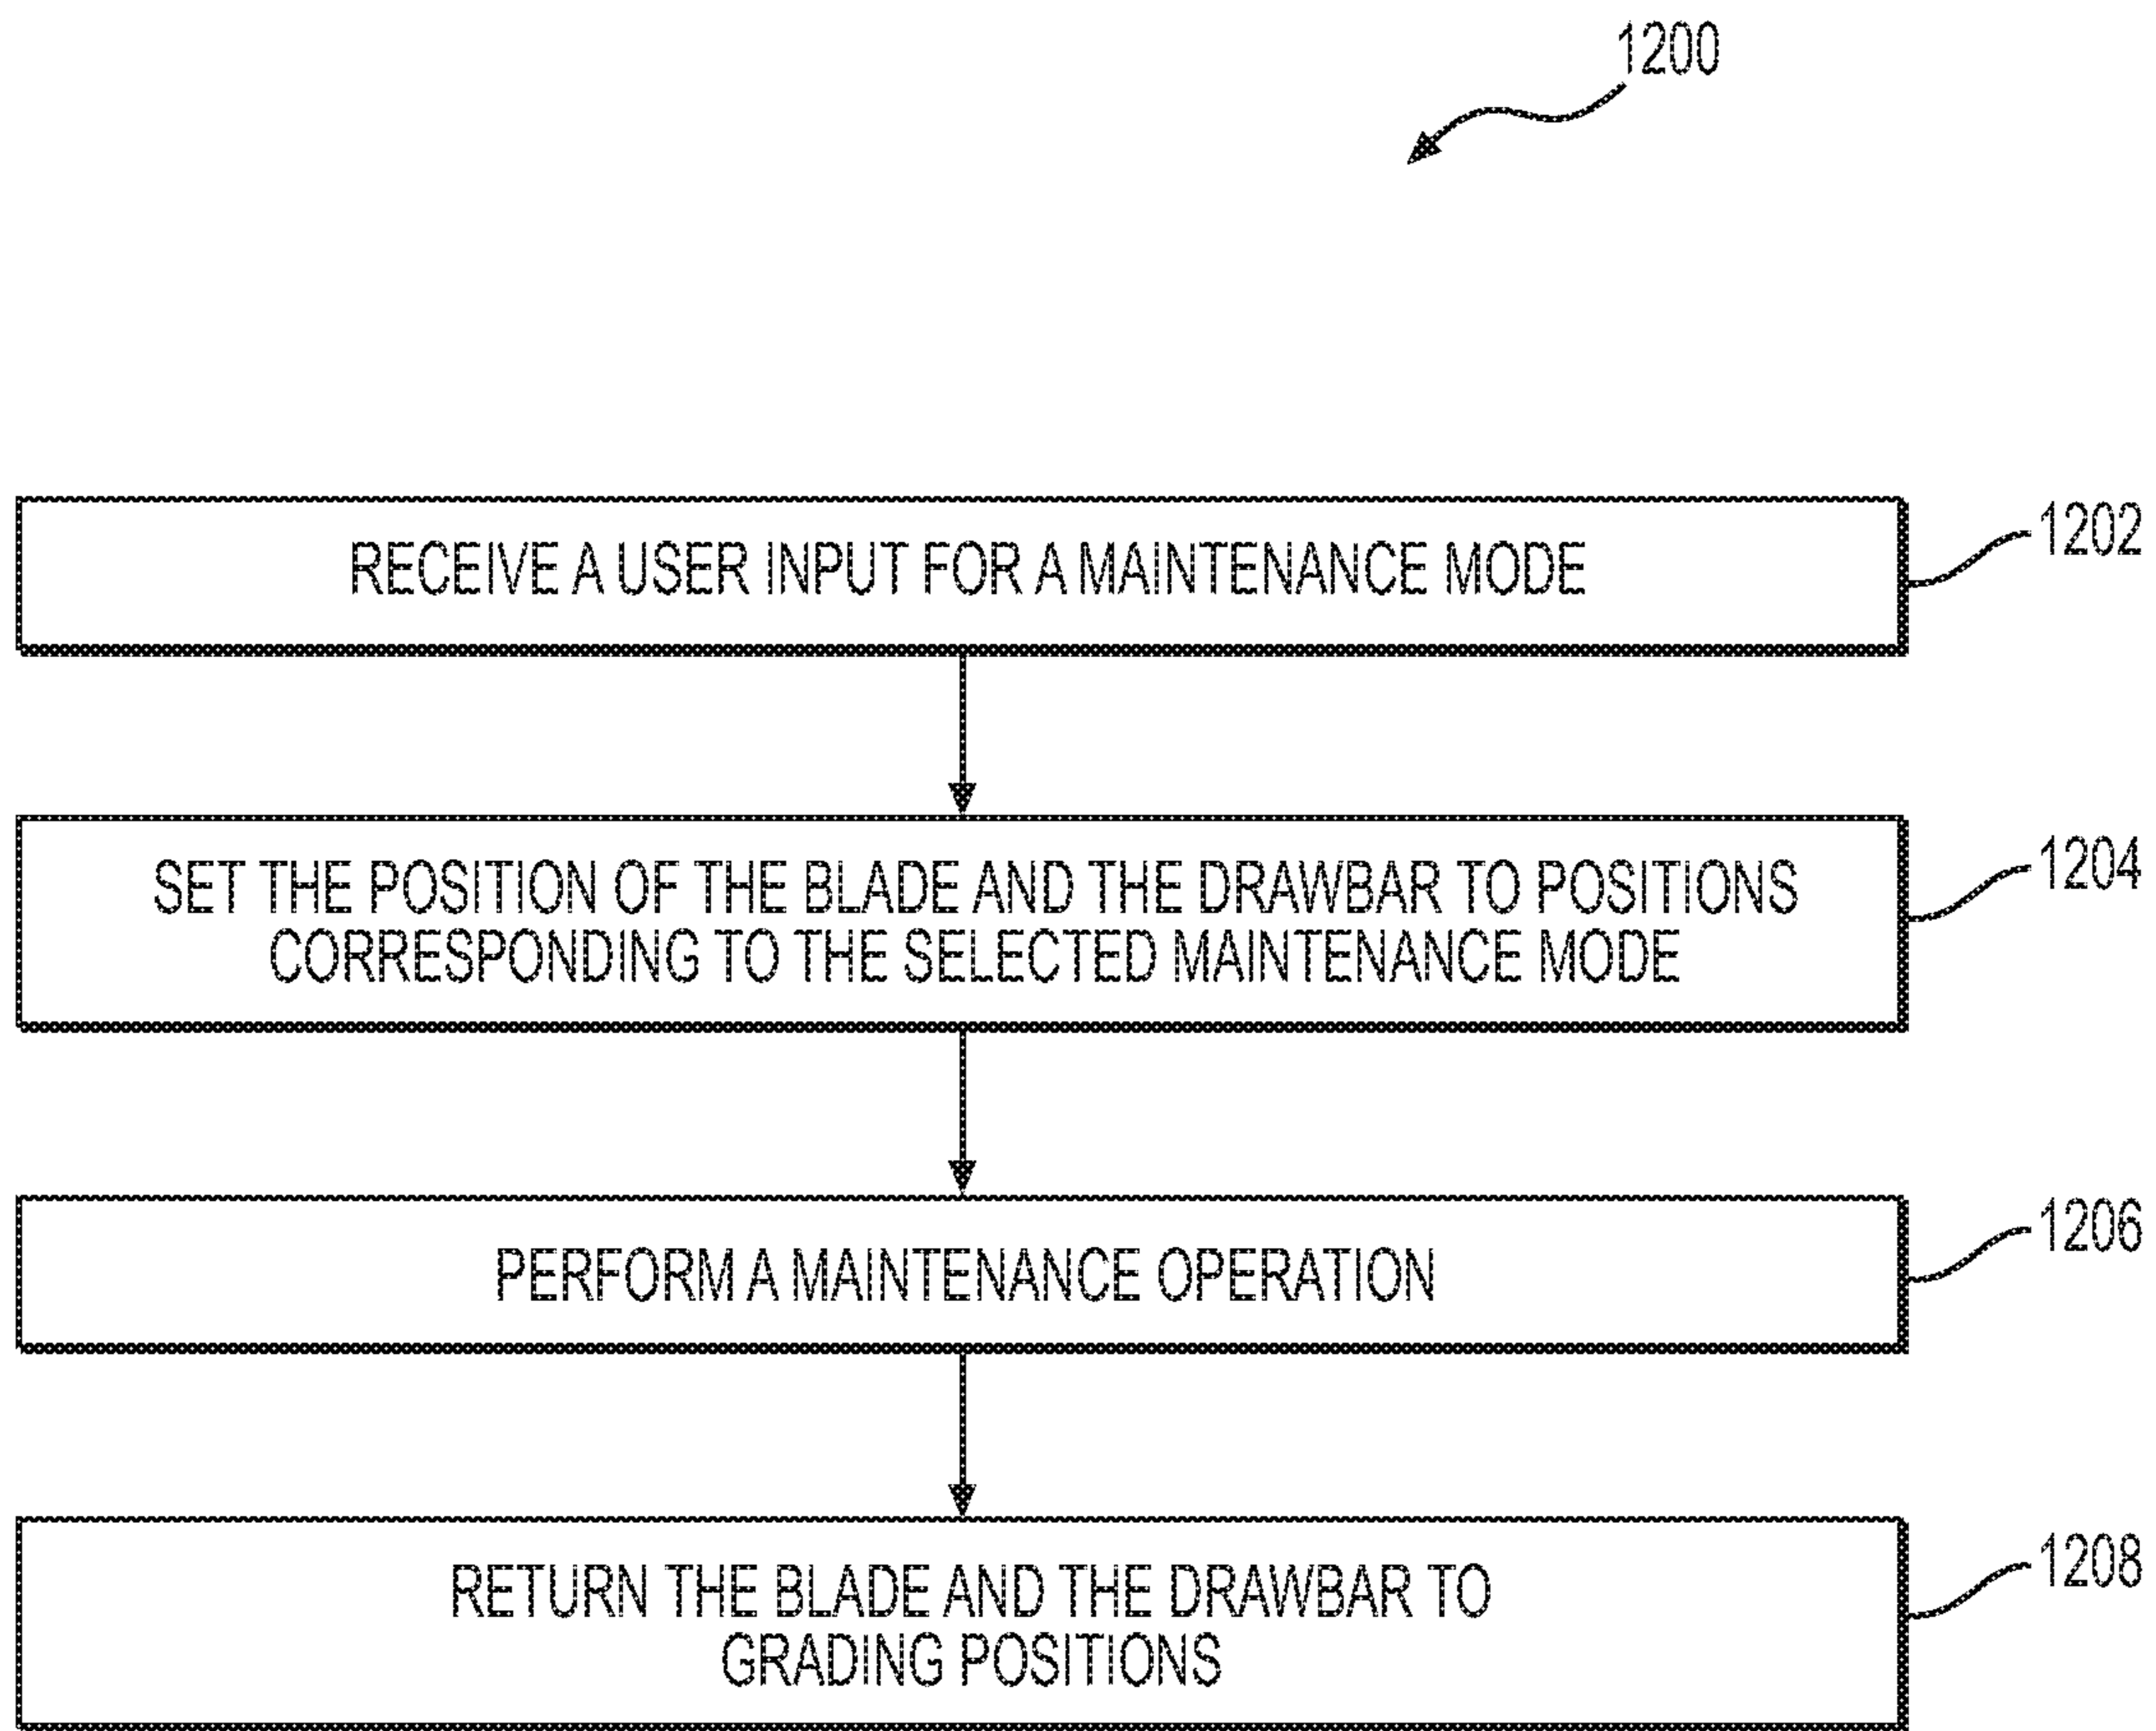 1200
RECEIVE A USER INPUT FOR A MAINTENANCE MODE
1202
SET THE POSITION OF THE BLADE AND THE DRAWBAR TO POSITIONS
CORRESPONDING TO THE SELECTED MAINTENANCE MODE
1204
PERFORM A MAINTENANCE OPERATION
1206
RETURN THE BLADE AND THE DRAWBAR TO
GRADING POSITIONS
1208